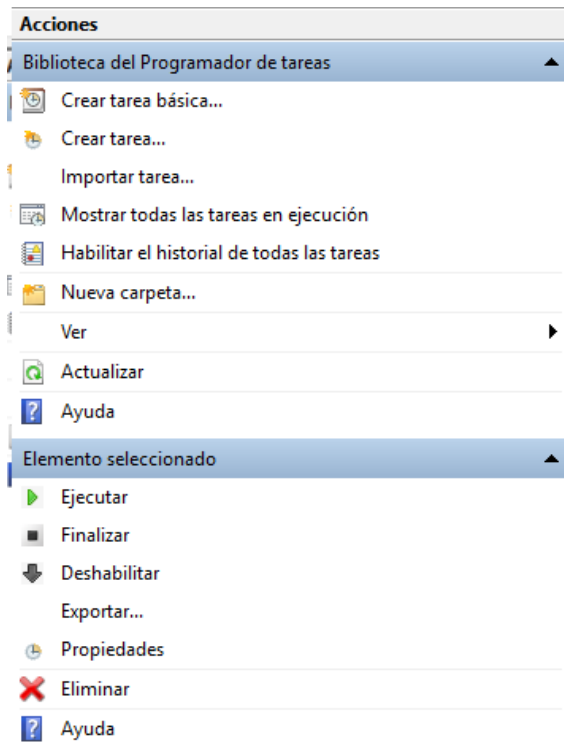 Acciones
Biblioteca del Programador de tareas
Crear tarea básica...
Crear tarea...
Importar tarea...
Mostrar todas las tareas en ejecución
Habilitar el historial de todas las tareas
Nueva carpeta...
Ver
Actualizar
Ayuda
Elemento seleccionado
Ejecutar
Finalizar
Deshabilitar
Exportar...
Propiedades
Eliminar
Ayuda